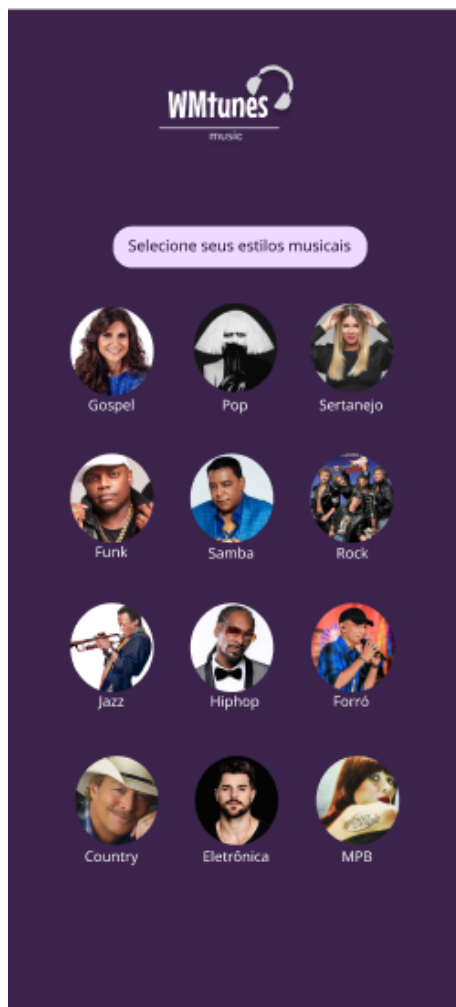 WMtunes
music
Selecione seus estilos musicais
Gospel
Pop
Sertanejo
Funk
Samba
Rock
Jazz
Hiphop
Forró
Country
Eletrônica
MPB